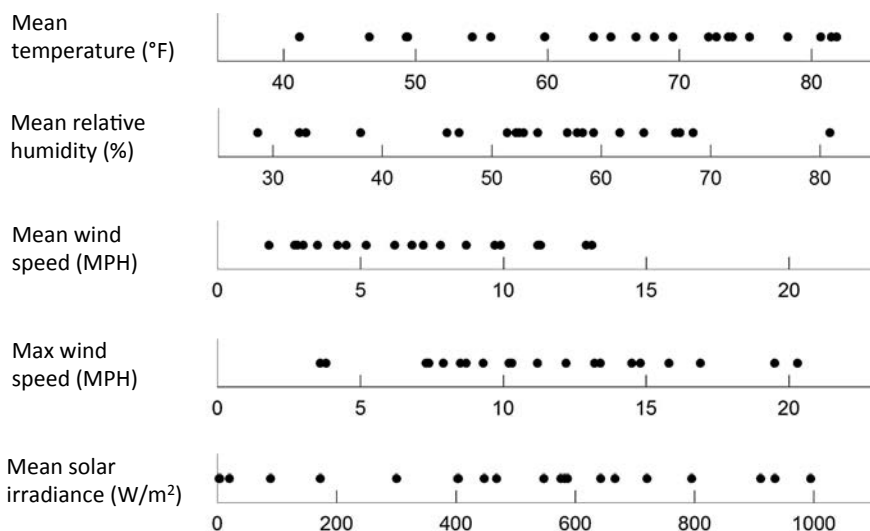 Mean
temperature (°F)
40 50 60 70 80
Mean relative
humidity (%)
30 40 50 60 70 80
Mean wind
speed (MPH)
0 5 10 15 20
Max wind
speed (MPH)
0 5 10 15 20
Mean solar
irradiance (W/m²)
0 200 400 600 800 1000